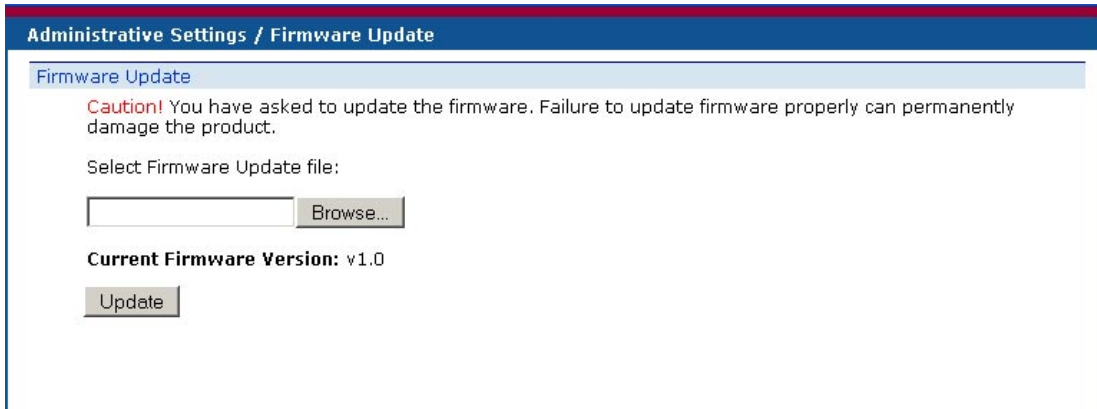 Administrative Settings / Firmware Update
Firmware Update
Caution! You have asked to update the firmware. Failure to update firmware properly can permanently
damage the product.
Select Firmware Update file:
Browse...
Current Firmware Version: v1.0
Update